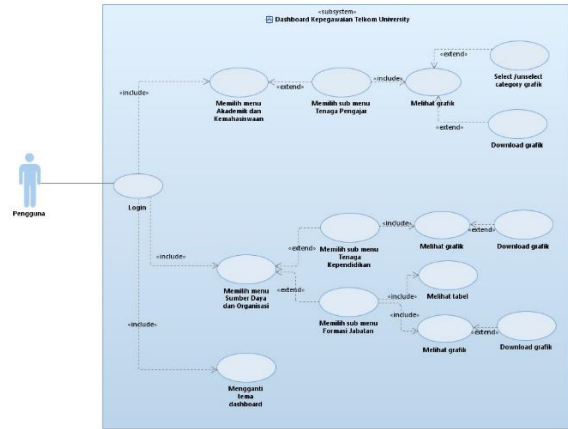 «subsystem»
Dashboard Kepegawaian Telkom University
«extend»
Select /unselect
category grafik
«include»
«extend»
«include»
Memilih menu
Akademik dan
Kemahasiswaan
Memilih sub menu
Tenaga Pengajar
Melihat grafik
«extend»
Download grafik
Pengguna
Login
«include»
«extend»
«include»
«extend»
Memilih sub menu
Tenaga
Kependidikan
Melihat grafik
Download grafik
Memilih menu
Sumber Daya
dan Organisasi
«extend»
«include»
Melihat tabel
Memilih sub menu
Formasi Jabatan
«include»
Melihat grafik
«extend»
Download grafik
«include»
Mengganti
tema
dashboard